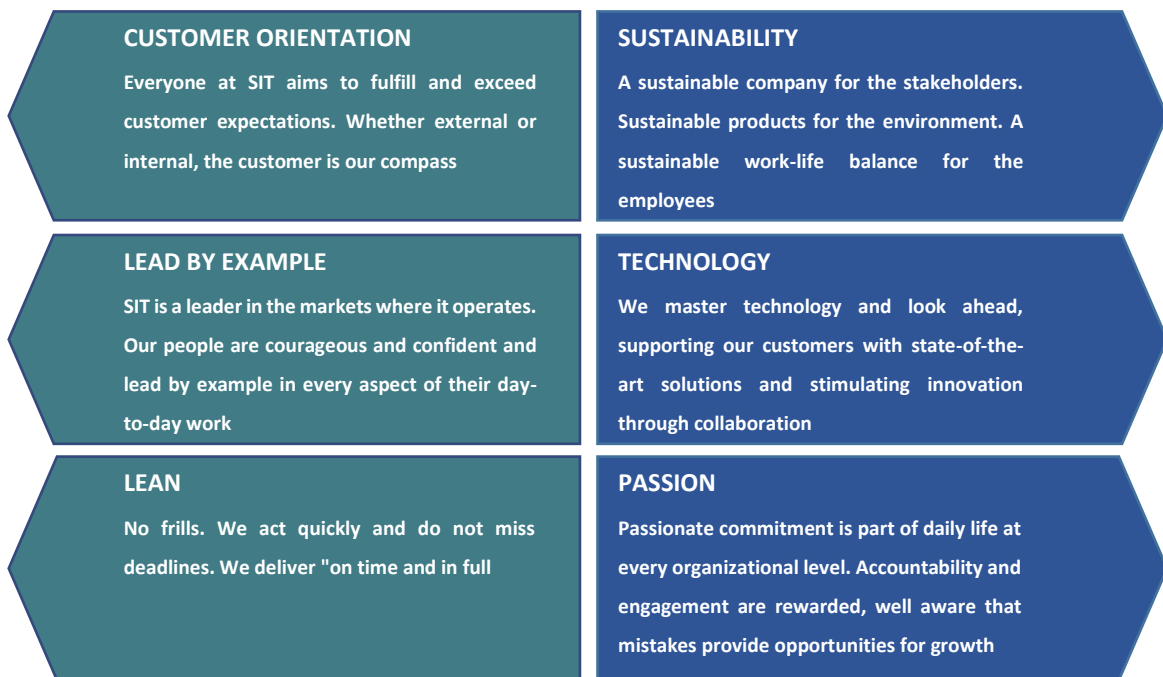 CUSTOMER ORIENTATION
Everyone at SIT aims to fulfill and exceed
customer expectations. Whether external or
internal, the customer is our compass
SUSTAINABILITY
A sustainable company for the stakeholders.
Sustainable products for the environment. A
sustainable work-life balance for the
employees
LEAD BY EXAMPLE
SIT is a leader in the markets where it operates.
Our people are courageous and confident and
lead by example in every aspect of their day-
to-day work
TECHNOLOGY
We master technology and look ahead,
supporting our customers with state-of-the-
art solutions and stimulating innovation
through collaboration
LEAN
No frills. We act quickly and do not miss
deadlines. We deliver "on time and in full
PASSION
Passionate commitment is part of daily life at
every organizational level. Accountability and
engagement are rewarded, well aware that
mistakes provide opportunities for growth